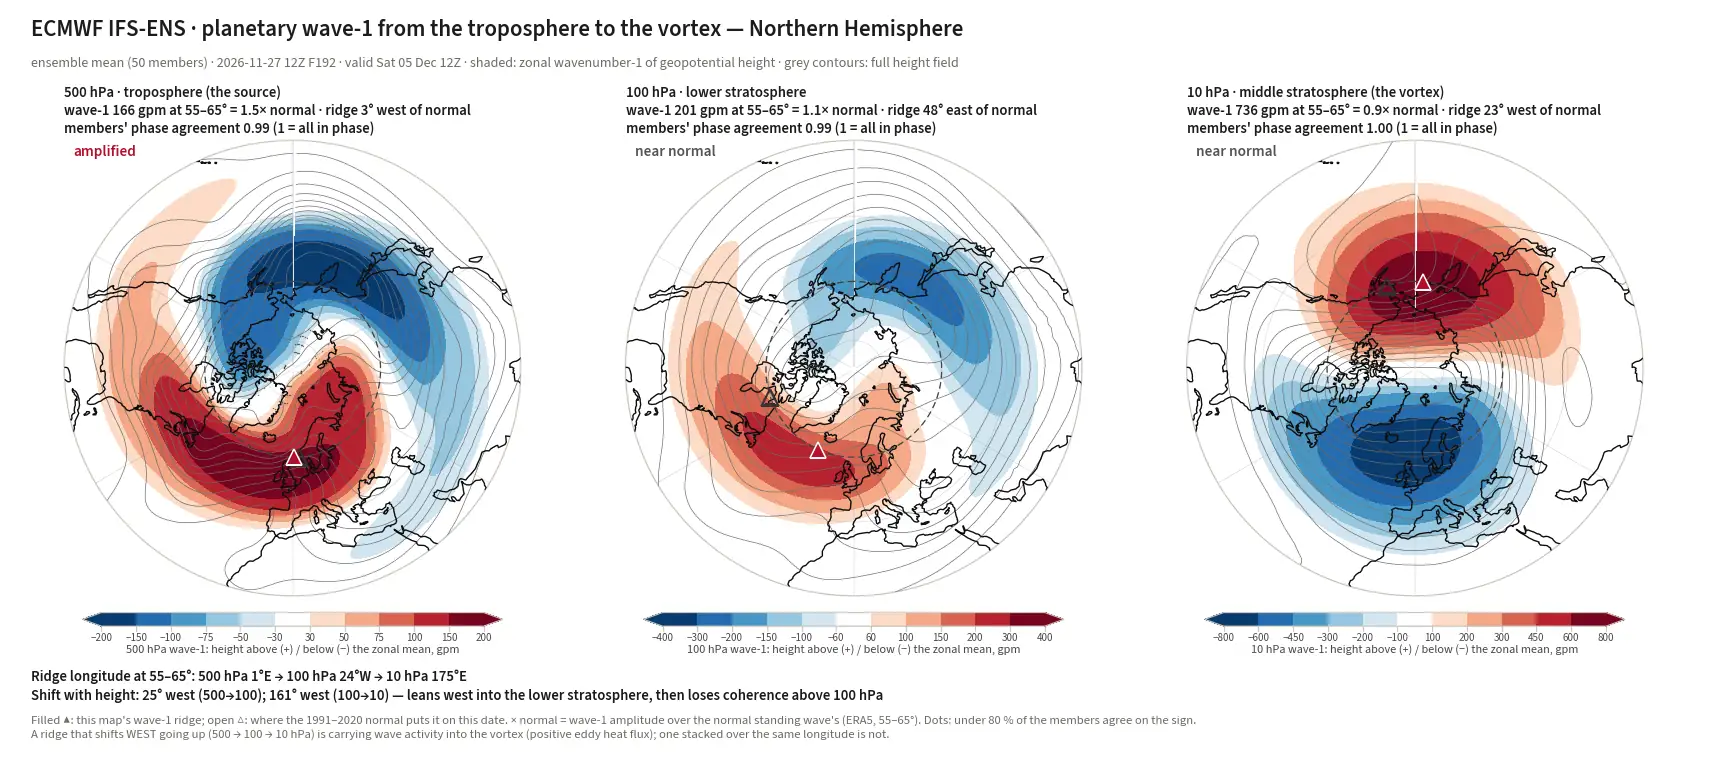 ECMWF IFS-ENS · planetary wave-1 from the troposphere to the vortex — Northern Hemisphere
ensemble mean (50 members) · 2026-11-27 12Z F192 · valid Sat 05 Dec 12Z · shaded: zonal wavenumber-1 of geopotential height · grey contours: full height field
500 hPa · troposphere (the source)
wave-1 166 gpm at 55–65° = 1.5× normal · ridge 3° west of normal
members' phase agreement 0.99 (1 = all in phase)
amplified
100 hPa · lower stratosphere
wave-1 201 gpm at 55–65° = 1.1× normal · ridge 48° east of normal
members' phase agreement 0.99 (1 = all in phase)
near normal
10 hPa · middle stratosphere (the vortex)
wave-1 736 gpm at 55–65° = 0.9× normal · ridge 23° west of normal
members' phase agreement 1.00 (1 = all in phase)
near normal
−200 −150 −100 −75 −50 −30 30 50 75 100 150 200
500 hPa wave-1: height above (+) / below (−) the zonal mean, gpm
−400 −300 −200 −150 −100 −60 60 100 150 200 300 400
100 hPa wave-1: height above (+) / below (−) the zonal mean, gpm
−800 −600 −450 −300 −200 −100 100 200 300 450 600 800
10 hPa wave-1: height above (+) / below (−) the zonal mean, gpm
Ridge longitude at 55–65°: 500 hPa 1°E → 100 hPa 24°W → 10 hPa 175°E
Shift with height: 25° west (500→100); 161° west (100→10) — leans west into the lower stratosphere, then loses coherence above 100 hPa
Filled ▲: this map's wave-1 ridge; open △: where the 1991–2020 normal puts it on this date. × normal = wave-1 amplitude over the normal standing wave's (ERA5, 55–65°). Dots: under 80 % of the members agree on the sign.
A ridge that shifts WEST going up (500 → 100 → 10 hPa) is carrying wave activity into the vortex (positive eddy heat flux); one stacked over the same longitude is not.